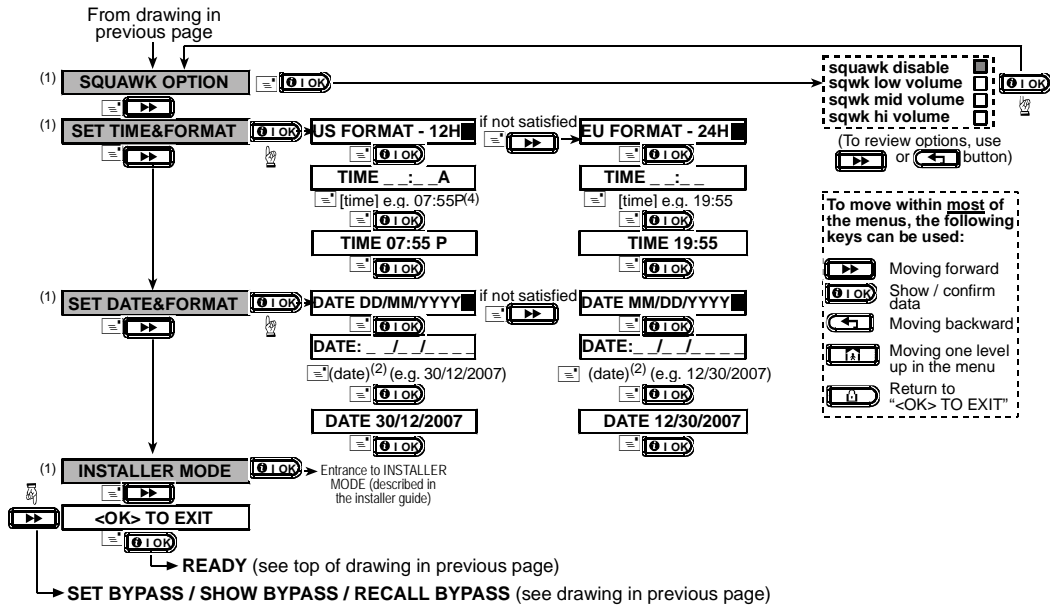 From drawing in
previous page
(1) SQUAWK OPTION
i I OK
squawk disable
sqwk low volume
sqwk mid volume
sqwk hi volume
i I OK
(To review options, use
or button)
(1) SET TIME&FORMAT
i I OK
US FORMAT - 12H
if not satisfied
EU FORMAT - 24H
i I OK
i I OK
TIME _ _:_ _A
TIME _ _:_ _
[time] e.g. 07:55P(4)
[time] e.g. 19:55
i I OK
i I OK
TIME 07:55 P
TIME 19:55
i I OK
i I OK
To move within most of
the menus, the following
keys can be used:
Moving forward
i I OK
Show / confirm
data
Moving backward
Moving one level
up in the menu
Return to
“<OK> TO EXIT”
(1) SET DATE&FORMAT
i I OK
DATE DD/MM/YYYY
if not satisfied
DATE MM/DD/YYYY
i I OK
i I OK
DATE: _ _/_ _/_ _ _ _
DATE:_ _/_ _/_ _ _ _
(date)(2) (e.g. 30/12/2007)
(date)(2) (e.g. 12/30/2007)
i I OK
i I OK
DATE 30/12/2007
DATE 12/30/2007
i I OK
i I OK
(1) INSTALLER MODE
i I OK
Entrance to INSTALLER
MODE (described in
the installer guide)
<OK> TO EXIT
i I OK
READY (see top of drawing in previous page)
SET BYPASS / SHOW BYPASS / RECALL BYPASS (see drawing in previous page)